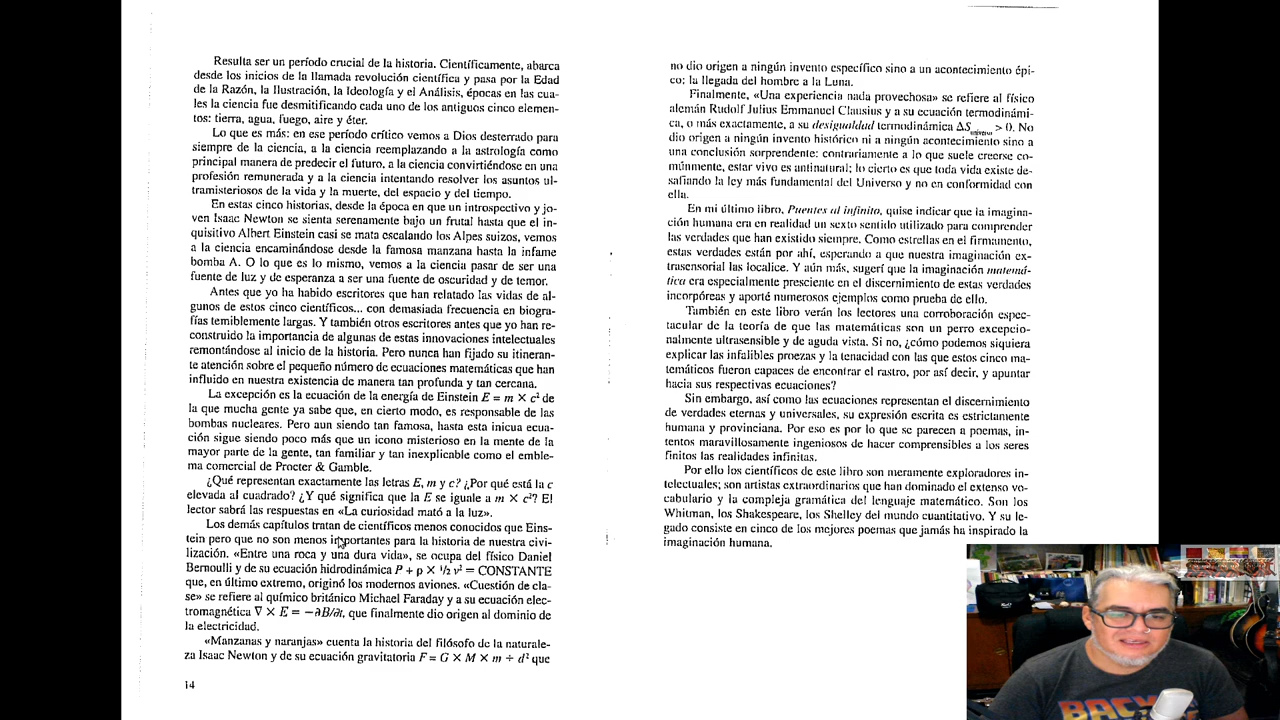 Resulta ser un período crucial de la historia. Científicamente, abarca
desde los inicios de la llamada revolución científica y pasa por la Edad
de la Razón, la Ilustración, la Ideología y el Análisis, épocas en las cua-
les la ciencia fue desmitificando cada uno de los antiguos cinco elemen-
tos: tierra, agua, fuego, aire y éter.
Lo que es más: en ese período crítico vemos a Dios desterrado para
siempre de la ciencia, a la ciencia reemplazando a la astrología como
principal manera de predecir el futuro, a la ciencia convirtiéndose en una
profesión remunerada y a la ciencia intentando resolver los asuntos ul-
tramisteriosos de la vida y la muerte, del espacio y del tiempo.
En estas cinco historias, desde la época en que un introspectivo y jo-
ven Isaac Newton se sienta serenamente bajo un frutal hasta que el in-
quisitivo Albert Einstein casi se mata escalando los Alpes suizos, vemos
a la ciencia encaminándose desde la famosa manzana hasta la infame
bomba A. O lo que es lo mismo, vemos a la ciencia pasar de ser una
fuente de luz y de esperanza a ser una fuente de oscuridad y de temor.
Antes que yo ha habido escritores que han relatado las vidas de al-
gunos de estos cinco científicos... con demasiada frecuencia en biogra-
fías temiblemente largas. Y también otros escritores antes que yo han re-
construido la importancia de algunas de estas innovaciones intelectuales
remontándose al inicio de la historia. Pero nunca han fijado su itineran-
te atención sobre el pequeño número de ecuaciones matemáticas que han
influido en nuestra existencia de manera tan profunda y tan cercana.
La excepción es la ecuación de la energía de Einstein E = m × c² de
la que mucha gente ya sabe que, en cierto modo, es responsable de las
bombas nucleares. Pero aun siendo tan famosa, hasta esta inicua ecua-
ción sigue siendo poco más que un icono misterioso en la mente de la
mayor parte de la gente, tan familiar y tan inexplicable como el emble-
ma comercial de Procter & Gamble.
¿Qué representan exactamente las letras E, m y c? ¿Por qué está la c
elevada al cuadrado? ¿Y qué significa que la E se iguale a m × c²? El
lector sabrá las respuestas en «La curiosidad mató a la luz».
Los demás capítulos tratan de científicos menos conocidos que Eins-
tein pero que no son menos importantes para la historia de nuestra civi-
lización. «Entre una roca y una dura vida», se ocupa del físico Daniel
Bernoulli y de su ecuación hidrodinámica P + ρ × ½ v² = CONSTANTE
que, en último extremo, originó los modernos aviones. «Cuestión de cla-
se» se refiere al químico británico Michael Faraday y a su ecuación elec-
tromagnética ∇ × E = −∂B/∂t, que finalmente dio origen al dominio de
la electricidad.
«Manzanas y naranjas» cuenta la historia del filósofo de la naturale-
za Isaac Newton y de su ecuación gravitatoria F = G × M × m ÷ d² que
14
no dio origen a ningún invento específico sino a un acontecimiento épi-
co: la llegada del hombre a la Luna.
Finalmente, «Una experiencia nada provechosa» se refiere al físico
alemán Rudolf Julius Emmanuel Clausius y a su ecuación termodinámi-
ca, o más exactamente, a su desigualdad termodinámica ΔS universo > 0. No
dio origen a ningún invento histórico ni a ningún acontecimiento sino a
una conclusión sorprendente: contrariamente a lo que suele creerse co-
múnmente, estar vivo es antinatural; lo cierto es que toda vida existe de-
safiando la ley más fundamental del Universo y no en conformidad con
ella.
En mi último libro, Puentes al infinito, quise indicar que la imagina-
ción humana era en realidad un sexto sentido utilizado para comprender
las verdades que han existido siempre. Como estrellas en el firmamento,
estas verdades están por ahí, esperando a que nuestra imaginación ex-
trasensorial las localice. Y aún más, sugerí que la imaginación matemá-
tica era especialmente presciente en el discernimiento de estas verdades
incorpóreas y aporté numerosos ejemplos como prueba de ello.
También en este libro verán los lectores una corroboración espec-
tacular de la teoría de que las matemáticas son un perro excepcio-
nalmente ultrasensible y de aguda vista. Si no, ¿cómo podemos siquiera
explicar las infalibles proezas y la tenacidad con las que estos cinco ma-
temáticos fueron capaces de encontrar el rastro, por así decir, y apuntar
hacia sus respectivas ecuaciones?
Sin embargo, así como las ecuaciones representan el discernimiento
de verdades eternas y universales, su expresión escrita es estrictamente
humana y provinciana. Por eso es por lo que se parecen a poemas, in-
tentos maravillosamente ingeniosos de hacer comprensibles a los seres
finitos las realidades infinitas.
Por ello los científicos de este libro son meramente exploradores in-
telectuales; son artistas extraordinarios que han dominado el extenso vo-
cabulario y la compleja gramática del lenguaje matemático. Son los
Whitman, los Shakespeare, los Shelley del mundo cuantitativo. Y su le-
gado consiste en cinco de los mejores poemas que jamás ha inspirado la
imaginación humana.